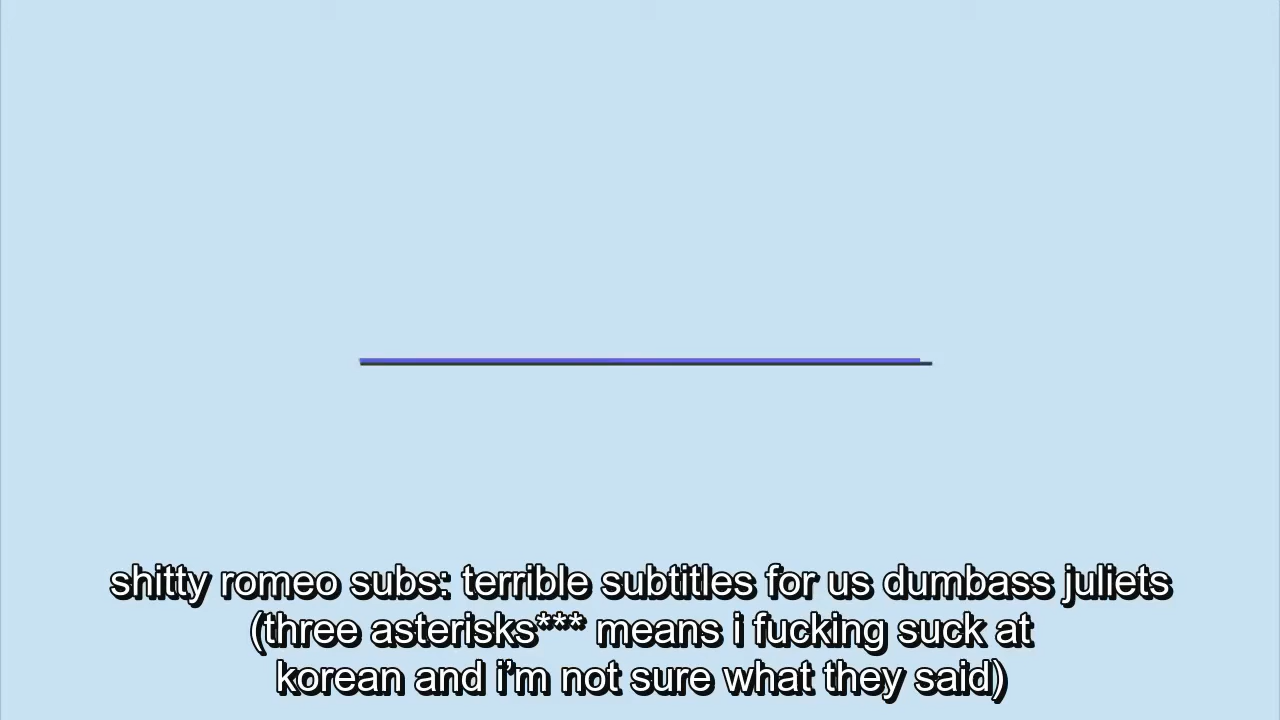 shitty romeo subs: terrible subtitles for us dumbass juliets
(three asterisks*** means i fucking suck at
korean and i'm not sure what they said)